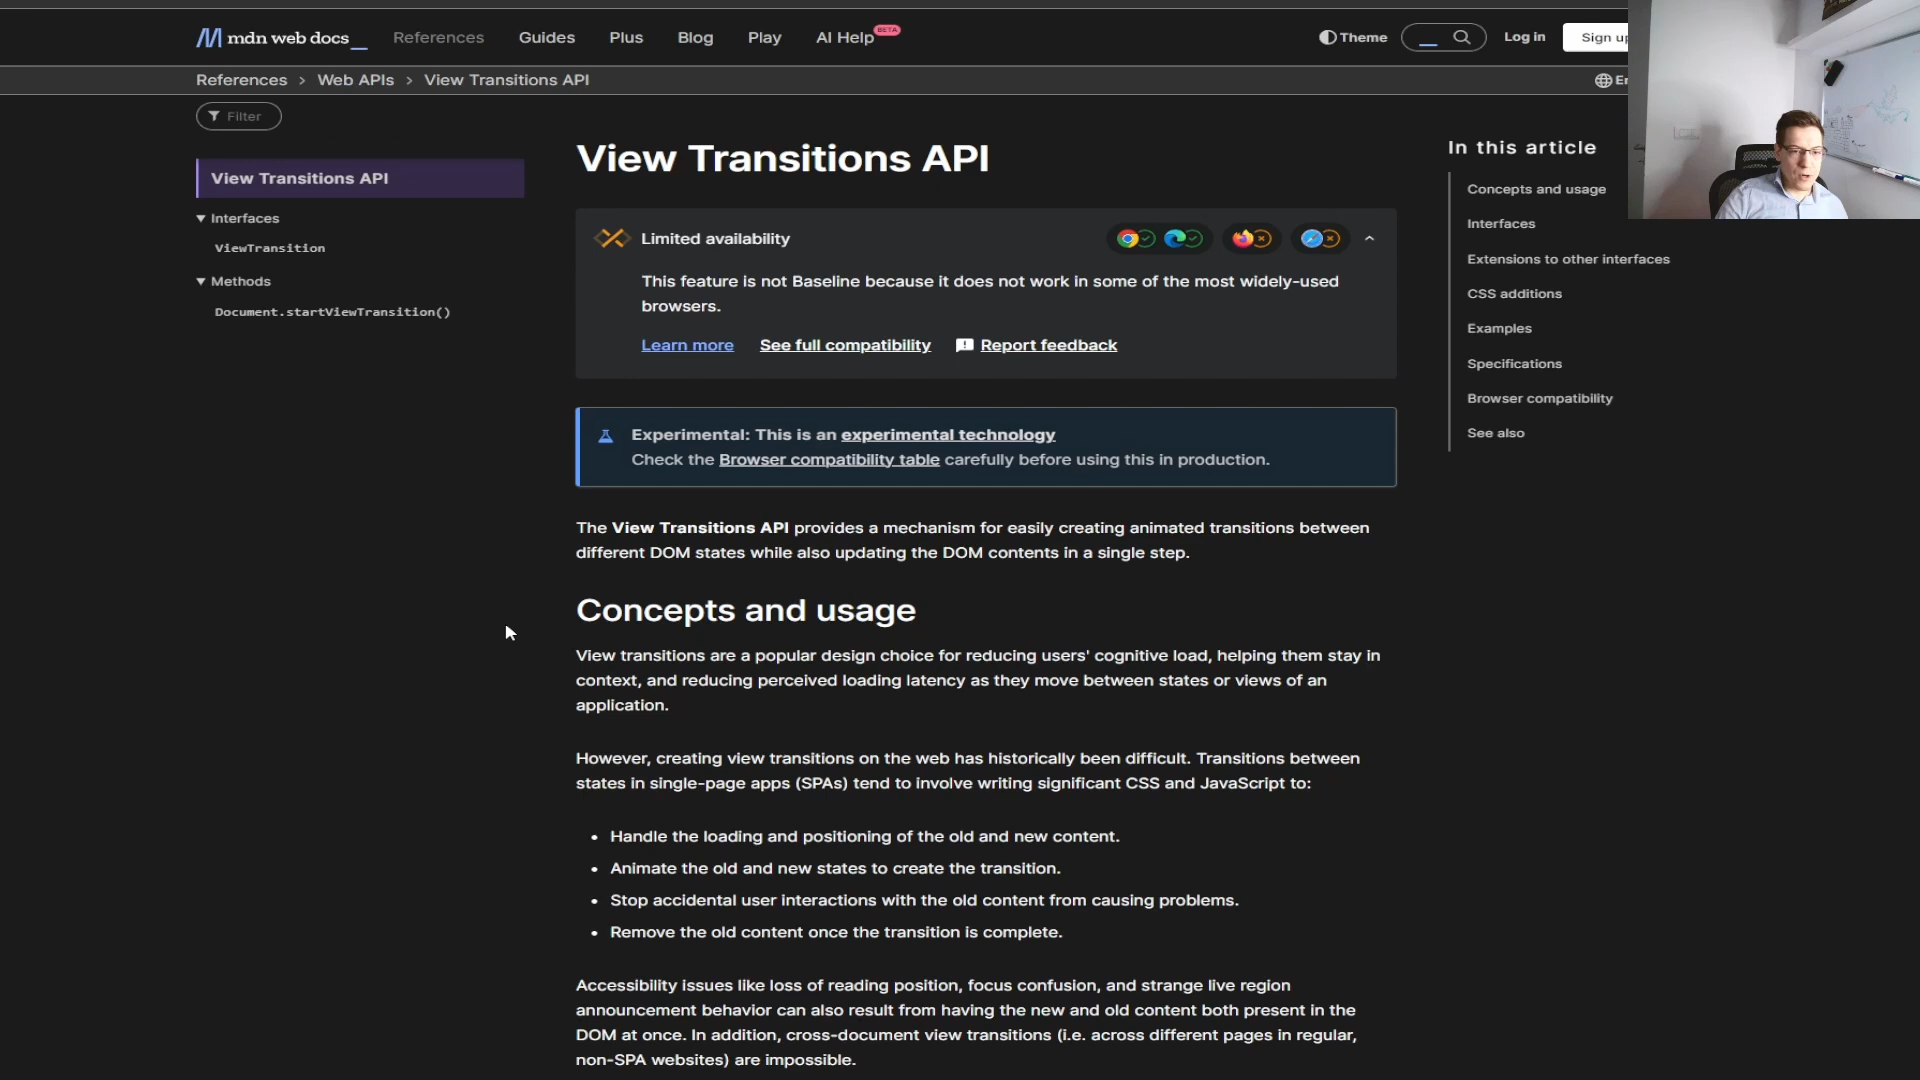 mdn web docs_
References
Guides
Plus
Blog
Play
AI Help BETA
Theme
Log in
Sign up
References > Web APIs > View Transitions API
Filter
View Transitions API
Interfaces
ViewTransition
Methods
Document.startViewTransition()
View Transitions API
Limited availability
This feature is not Baseline because it does not work in some of the most widely-used
browsers.
Learn more See full compatibility Report feedback
Experimental: This is an experimental technology
Check the Browser compatibility table carefully before using this in production.
The View Transitions API provides a mechanism for easily creating animated transitions between
different DOM states while also updating the DOM contents in a single step.
Concepts and usage
View transitions are a popular design choice for reducing users' cognitive load, helping them stay in
context, and reducing perceived loading latency as they move between states or views of an
application.
However, creating view transitions on the web has historically been difficult. Transitions between
states in single-page apps (SPAs) tend to involve writing significant CSS and JavaScript to:
• Handle the loading and positioning of the old and new content.
• Animate the old and new states to create the transition.
• Stop accidental user interactions with the old content from causing problems.
• Remove the old content once the transition is complete.
Accessibility issues like loss of reading position, focus confusion, and strange live region
announcement behavior can also result from having the new and old content both present in the
DOM at once. In addition, cross-document view transitions (i.e. across different pages in regular,
non-SPA websites) are impossible.
In this article
Concepts and usage
Interfaces
Extensions to other interfaces
CSS additions
Examples
Specifications
Browser compatibility
See also